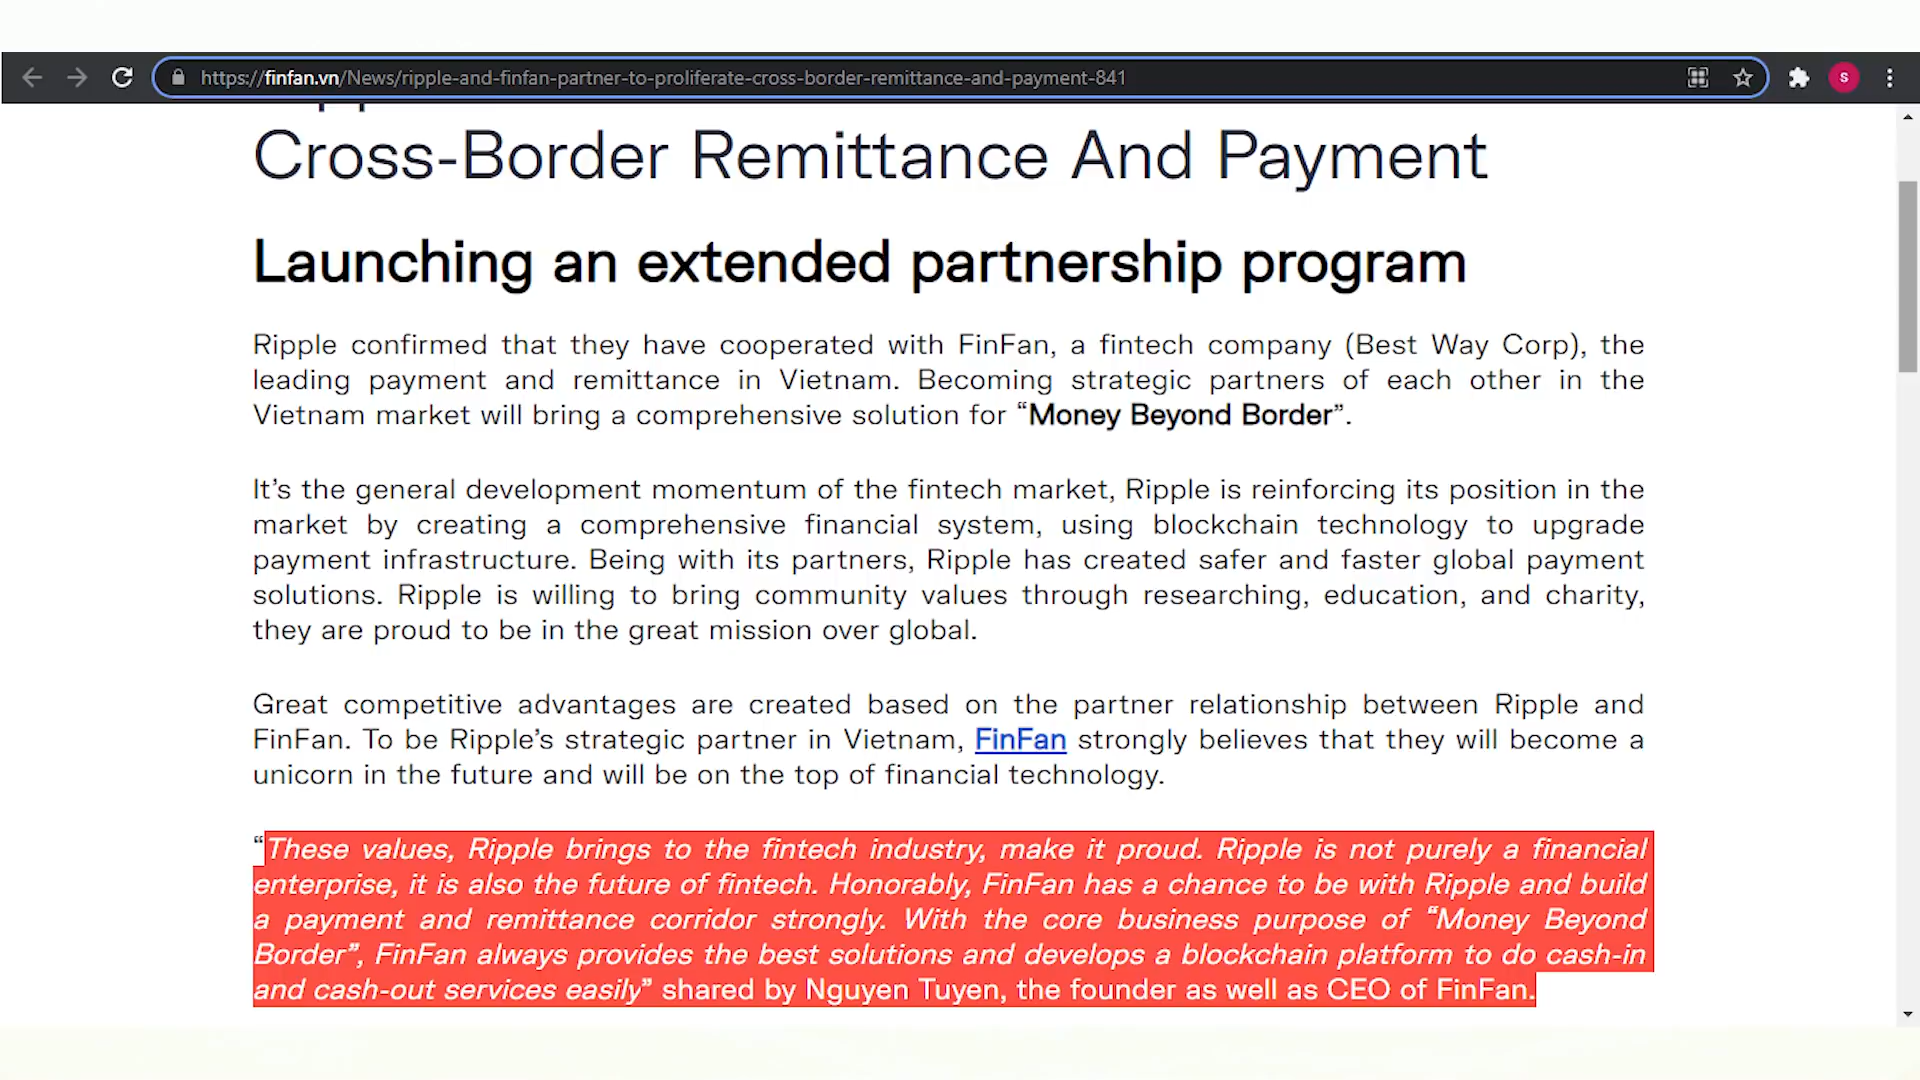 https://finfan.vn/News/ripple-and-finfan-partner-to-proliferate-cross-border-remittance-and-payment-841
S
Cross-Border Remittance And Payment
Launching an extended partnership program
Ripple confirmed that they have cooperated with FinFan, a fintech company (Best Way Corp), the
leading payment and remittance in Vietnam. Becoming strategic partners of each other in the
Vietnam market will bring a comprehensive solution for “Money Beyond Border”.
It’s the general development momentum of the fintech market, Ripple is reinforcing its position in the
market by creating a comprehensive financial system, using blockchain technology to upgrade
payment infrastructure. Being with its partners, Ripple has created safer and faster global payment
solutions. Ripple is willing to bring community values through researching, education, and charity,
they are proud to be in the great mission over global.
Great competitive advantages are created based on the partner relationship between Ripple and
FinFan. To be Ripple’s strategic partner in Vietnam, FinFan strongly believes that they will become a
unicorn in the future and will be on the top of financial technology.
“These values, Ripple brings to the fintech industry, make it proud. Ripple is not purely a financial
enterprise, it is also the future of fintech. Honorably, FinFan has a chance to be with Ripple and build
a payment and remittance corridor strongly. With the core business purpose of “Money Beyond
Border”, FinFan always provides the best solutions and develops a blockchain platform to do cash-in
and cash-out services easily” shared by Nguyen Tuyen, the founder as well as CEO of FinFan.